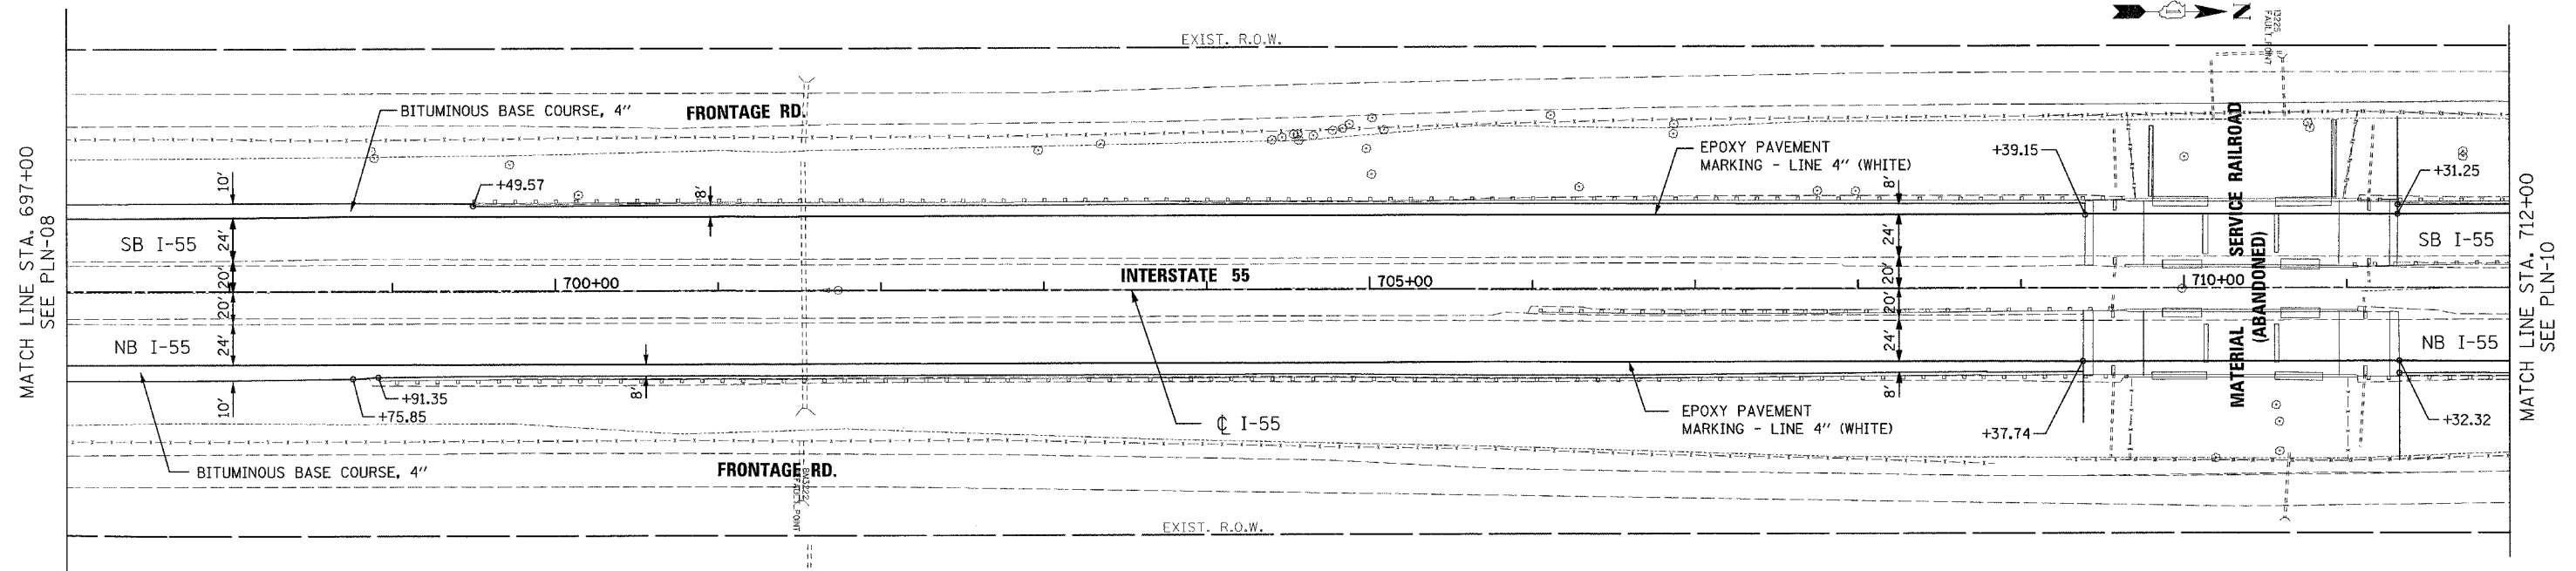 EXIST. R.O.W.
N
13225
FAULTY_POINT
BITUMINOUS BASE COURSE, 4"
FRONTAGE RD.
EPOXY PAVEMENT
MARKING - LINE 4" (WHITE)
+39.15
+31.25
+49.57
10'
8'
8'
MATCH LINE STA. 697+00
SEE PLN-08
SB I-55
24'
20'
20'
24'
10'
NB I-55
700+00
INTERSTATE 55
705+00
710+00
24'
20'
20'
24'
8'
MATERIAL SERVICE RAILROAD
(ABANDONED)
SB I-55
NB I-55
MATCH LINE STA. 712+00
SEE PLN-10
+91.35
+75.85
8'
℄ I-55
EPOXY PAVEMENT
MARKING - LINE 4" (WHITE)
+37.74
+32.32
BITUMINOUS BASE COURSE, 4"
FRONTAGE RD.
EXIST. R.O.W.